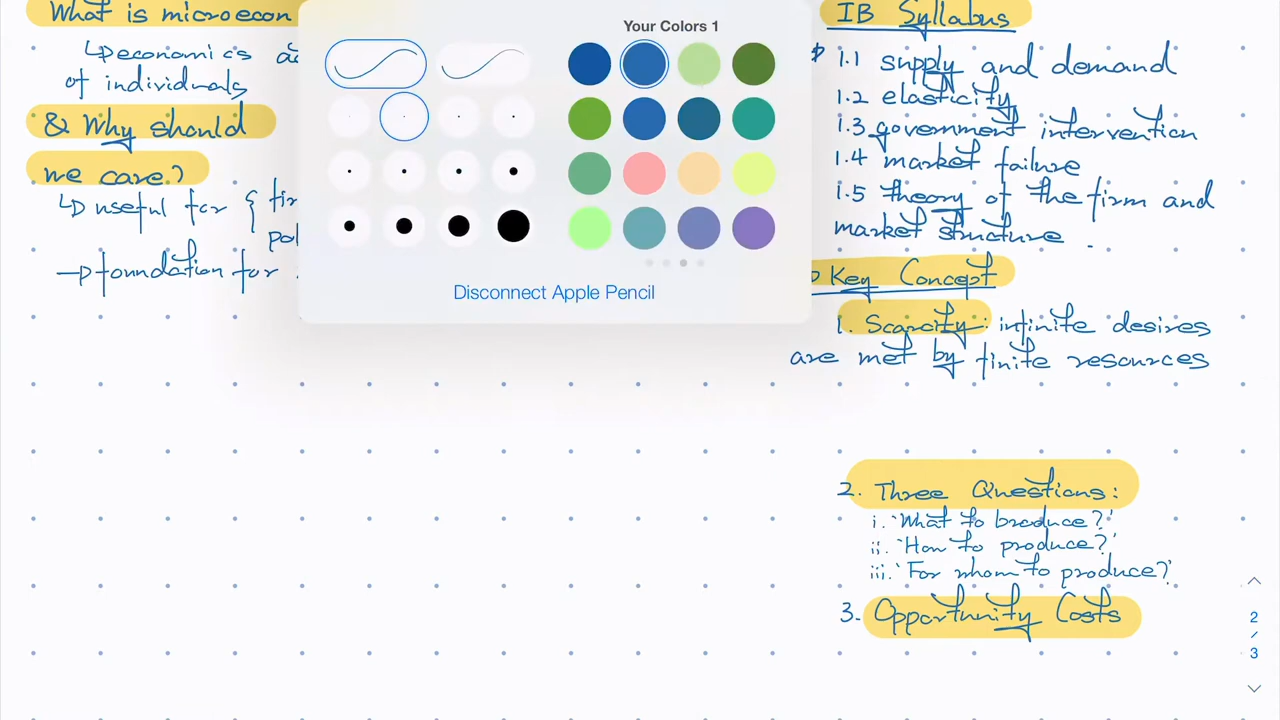 What is microecon
↳economics
of individuals
& Why should
we care?
↳ useful for {
→ foundation for
Your Colors 1
Disconnect Apple Pencil
IB Syllabus
1.1 supply and demand
1.2 elasticity
1.3 government intervention
1.4 market failure
1.5 theory of the firm and
market structure.
Key Concept
1. Scarcity: infinite desires
are met by finite resources
2. Three Questions:
i. 'What to produce?'
ii. 'How to produce?'
iii. 'For whom to produce?'
3. Opportunity Costs
2
/
3